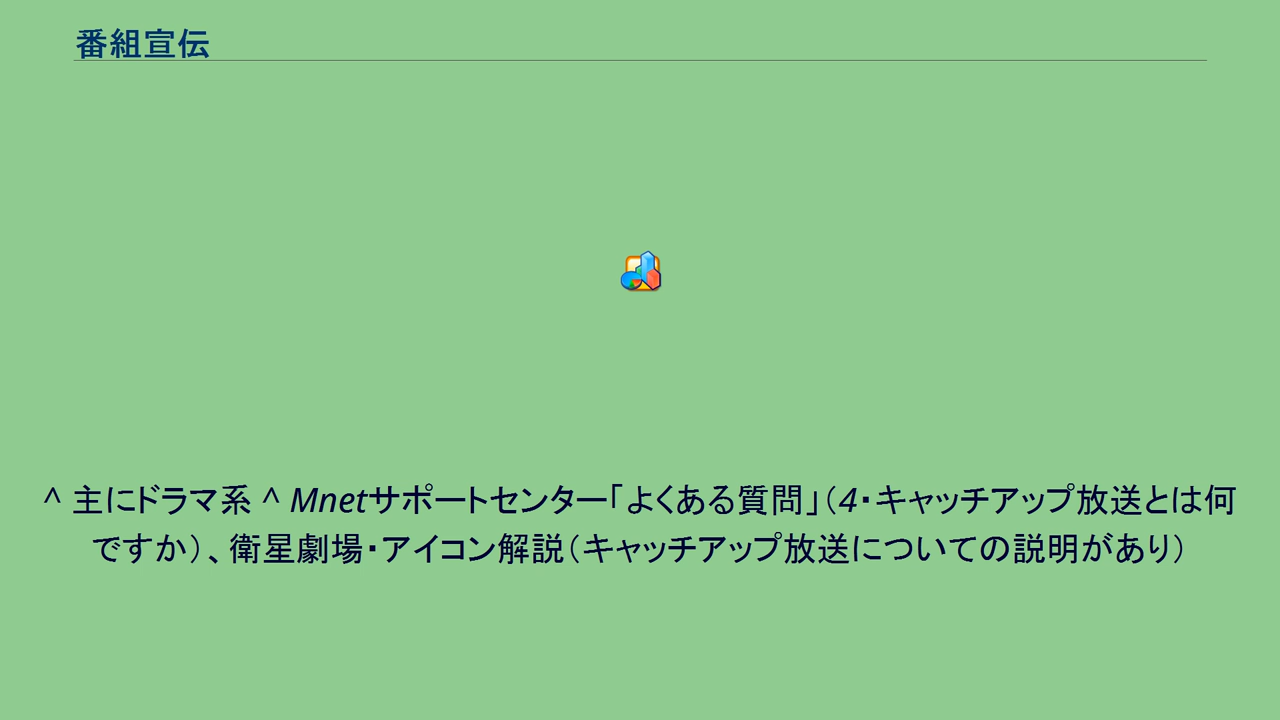 番組宣伝
^ 主にドラマ系 ^ Mnetサポートセンター「よくある質問」（4・キャッチアップ放送とは何
ですか）、衛星劇場・アイコン解説（キャッチアップ放送についての説明があり）